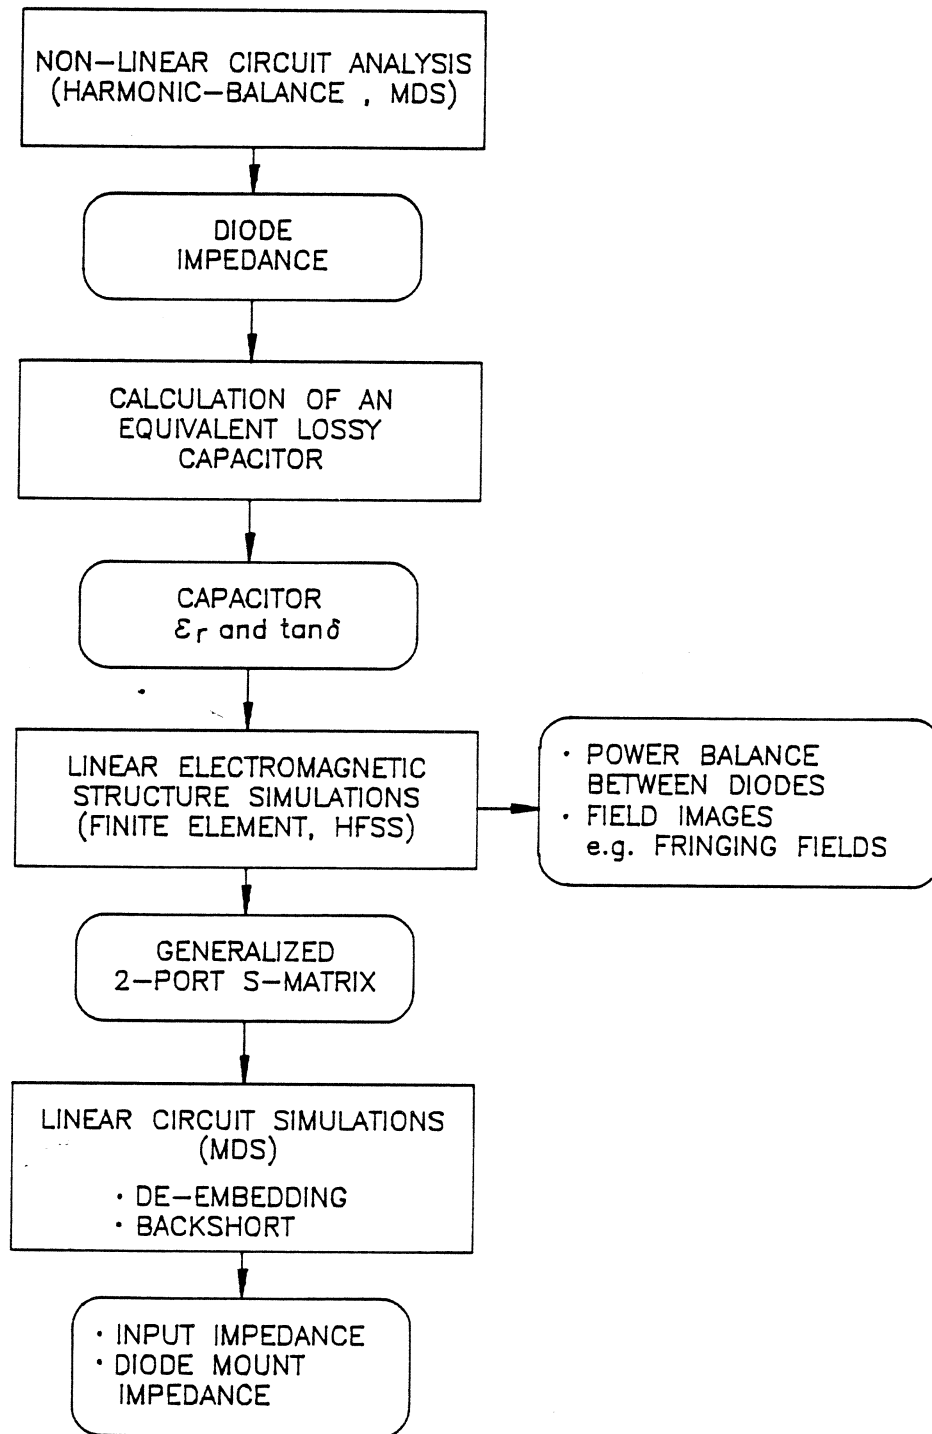 NON-LINEAR CIRCUIT ANALYSIS
(HARMONIC-BALANCE , MDS)
DIODE
IMPEDANCE
CALCULATION OF AN
EQUIVALENT LOSSY
CAPACITOR
CAPACITOR
εr and tanδ
LINEAR ELECTROMAGNETIC
STRUCTURE SIMULATIONS
(FINITE ELEMENT, HFSS)
· POWER BALANCE
BETWEEN DIODES
· FIELD IMAGES
e.g. FRINGING FIELDS
GENERALIZED
2-PORT S-MATRIX
LINEAR CIRCUIT SIMULATIONS
(MDS)
· DE-EMBEDDING
· BACKSHORT
· INPUT IMPEDANCE
· DIODE MOUNT
IMPEDANCE